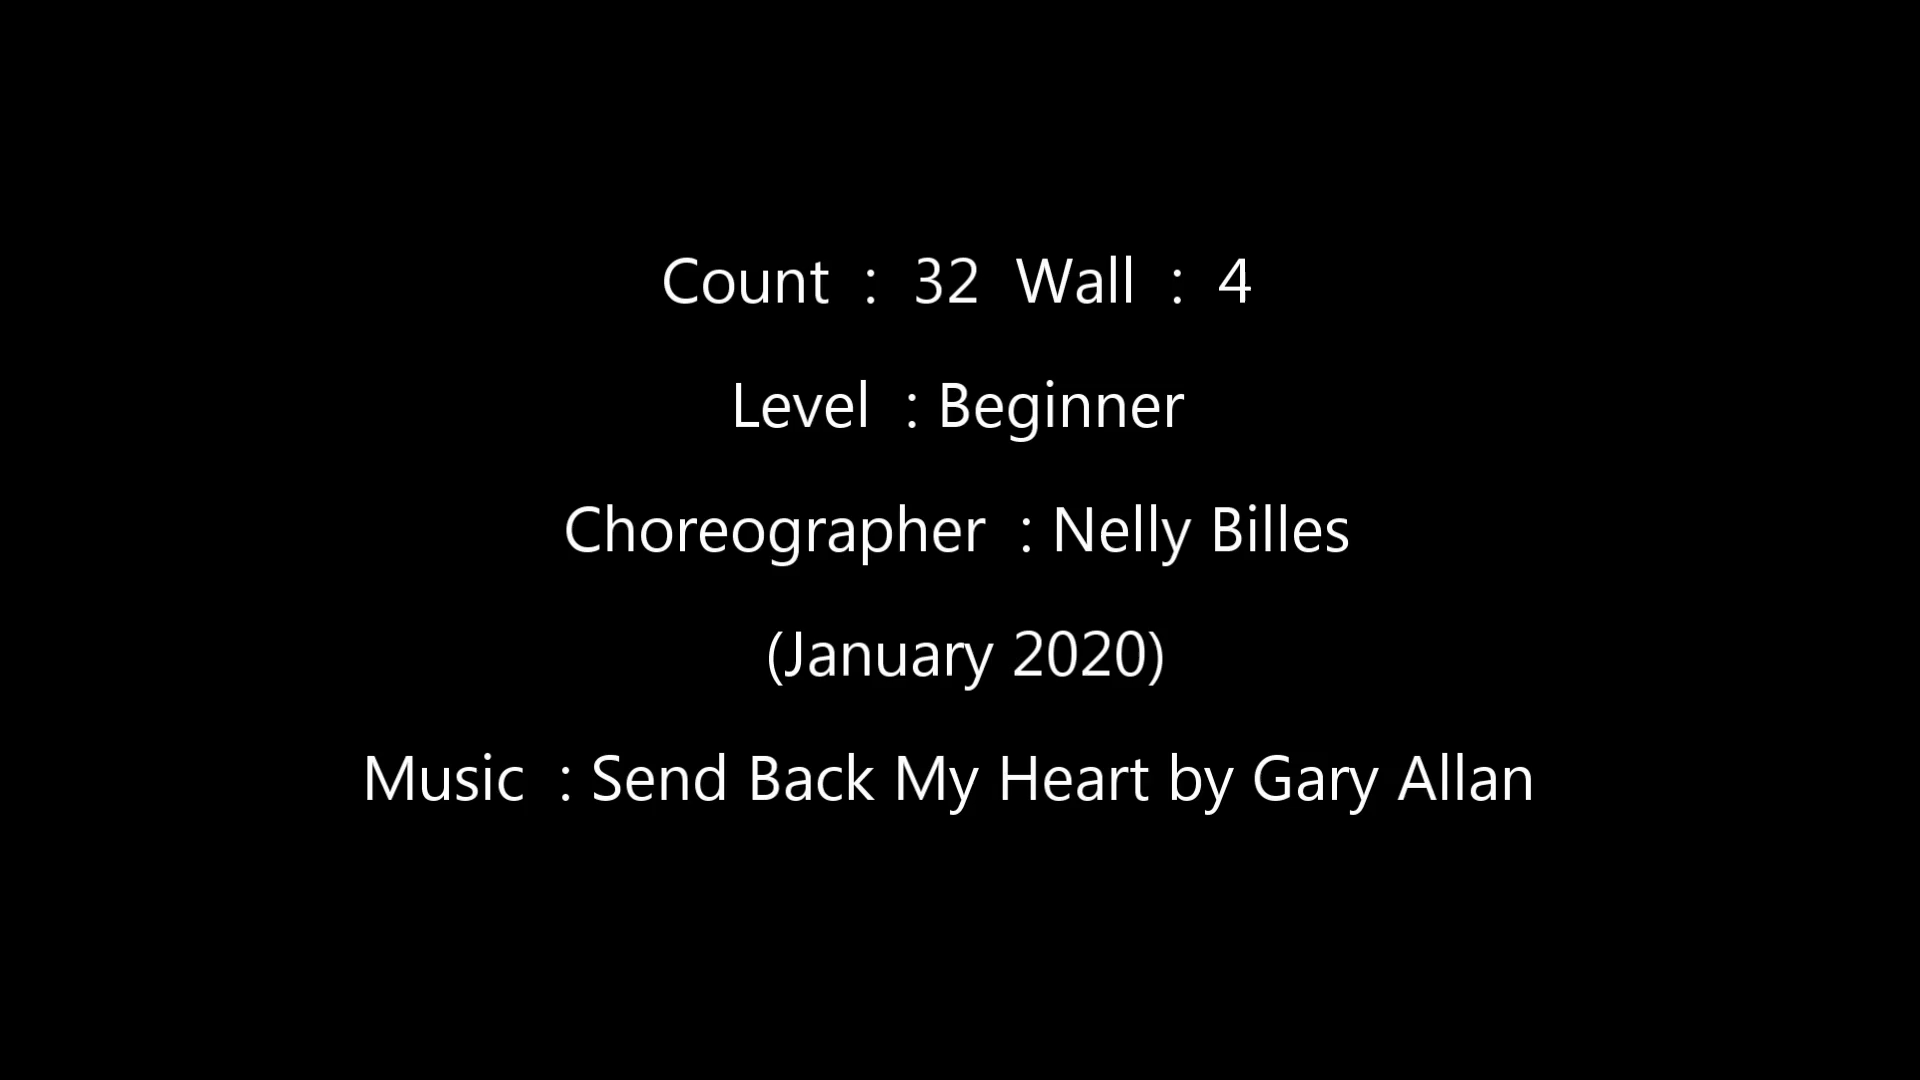 Count  :  32  Wall  :  4
Level  : Beginner
Choreographer  : Nelly Billes
(January 2020)
Music  : Send Back My Heart by Gary Allan